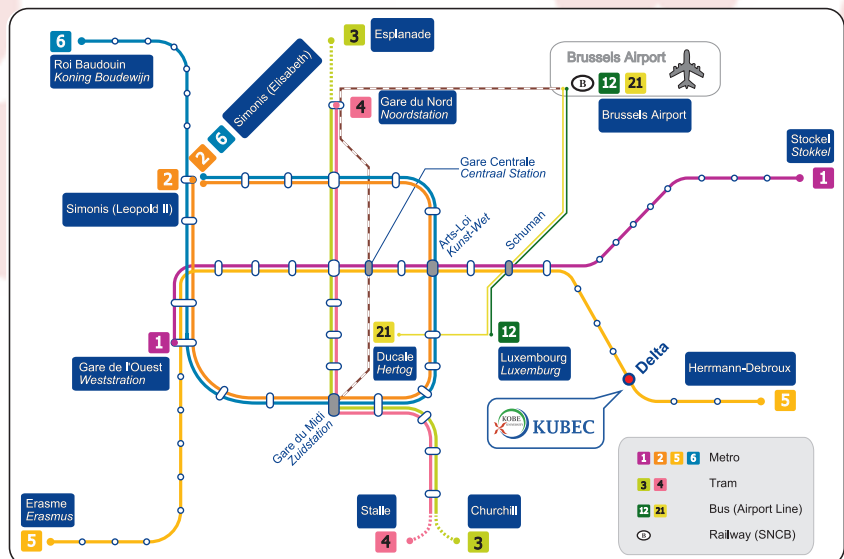 6
Roi Baudouin
Koning Boudewijn
2
6
Simonis (Elisabeth)
3
Esplanade
4
Gare du Nord
Noordstation
Brussels Airport
B
12
21
Brussels Airport
Stockel
Stokkel
1
Gare Centrale
Centraal Station
2
Simonis (Leopold II)
Arts-Loi
Kunst-Wet
Schuman
1
Gare de l'Ouest
Weststration
21
Ducale
Hertog
12
Luxembourg
Luxemburg
Delta
Herrmann-Debroux
5
KOBE
KUBEC
Gare du Midi
Zuidstation
Erasme
Erasmus
5
Stalle
4
Churchill
3
1 2 5 6 Metro
3 4 Tram
12 21 Bus (Airport Line)
B Railway (SNCB)